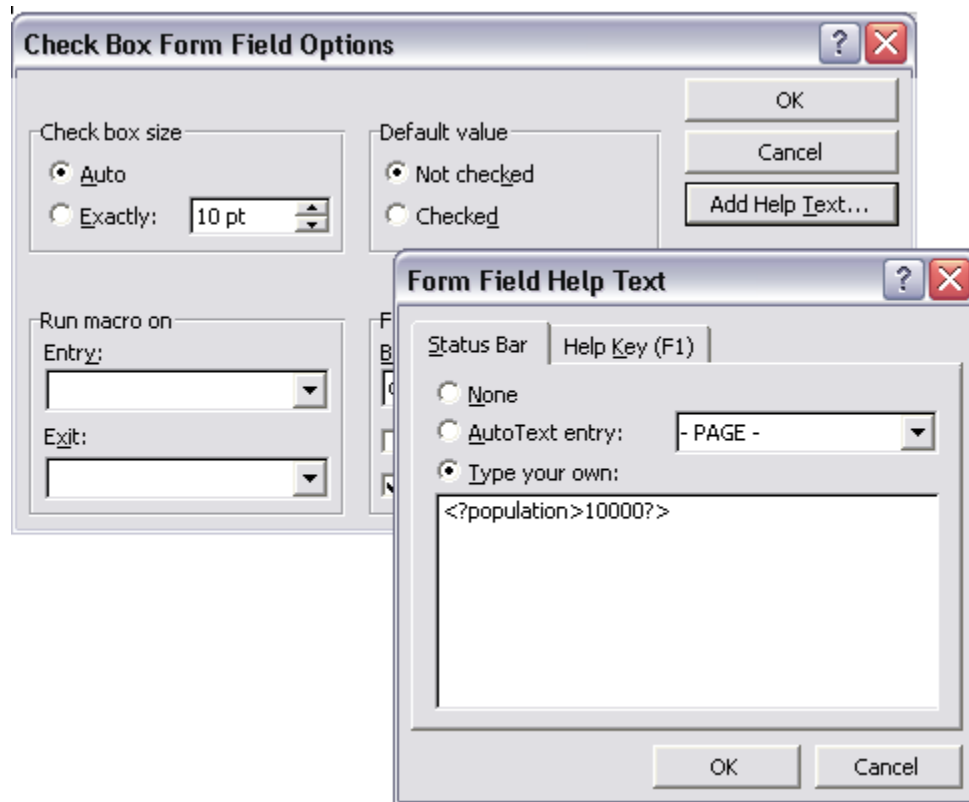 Check Box Form Field Options
OK
Check box size
Default value
Cancel
Auto
Not checked
Add Help Text...
Exactly: 10 pt
Checked
Form Field Help Text
Run macro on
Status Bar
Help Key (F1)
Entry:
None
AutoText entry: - PAGE -
Exit:
Type your own:
<?population>10000?>
OK
Cancel